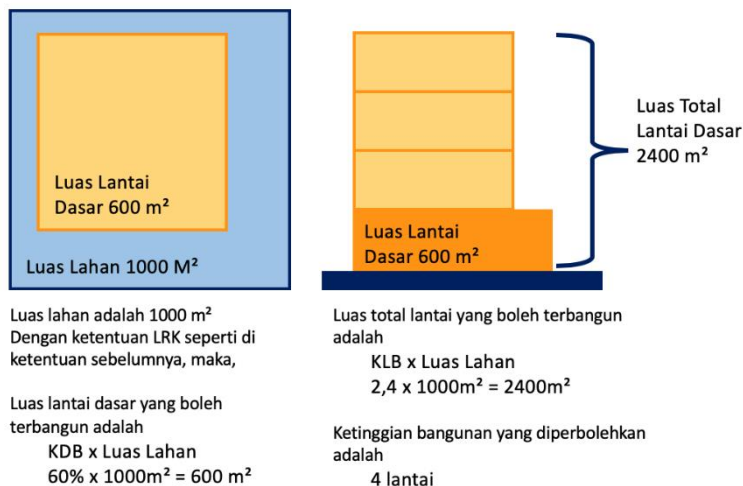 Luas Lantai
Dasar 600 m²
Luas Lahan 1000 M²
Luas Lantai
Dasar 600 m²
Luas Total
Lantai Dasar
2400 m²
Luas lahan adalah 1000 m²
Dengan ketentuan LRK seperti di
ketentuan sebelumnya, maka,
Luas lantai dasar yang boleh
terbangun adalah
KDB x Luas Lahan
60% x 1000m² = 600 m²
Luas total lantai yang boleh terbangun
adalah
KLB x Luas Lahan
2,4 x 1000m² = 2400m²
Ketinggian bangunan yang diperbolehkan
adalah
4 lantai